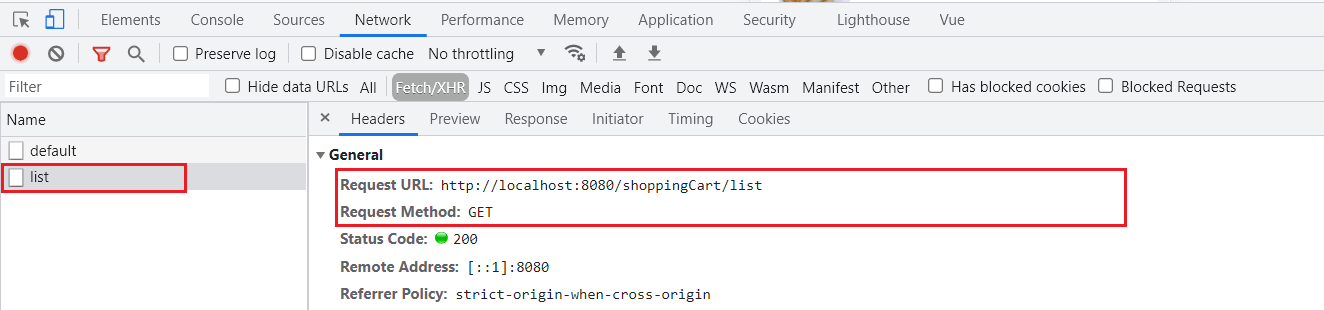 Elements Console Sources Network Performance Memory Application Security Lighthouse Vue
Preserve log Disable cache No throttling
Filter Hide data URLs All Fetch/XHR JS CSS Img Media Font Doc WS Wasm Manifest Other Has blocked cookies Blocked Requests
Name × Headers Preview Response Initiator Timing Cookies
default
list
General
Request URL: http://localhost:8080/shoppingCart/list
Request Method: GET
Status Code: 200
Remote Address: [::1]:8080
Referrer Policy: strict-origin-when-cross-origin